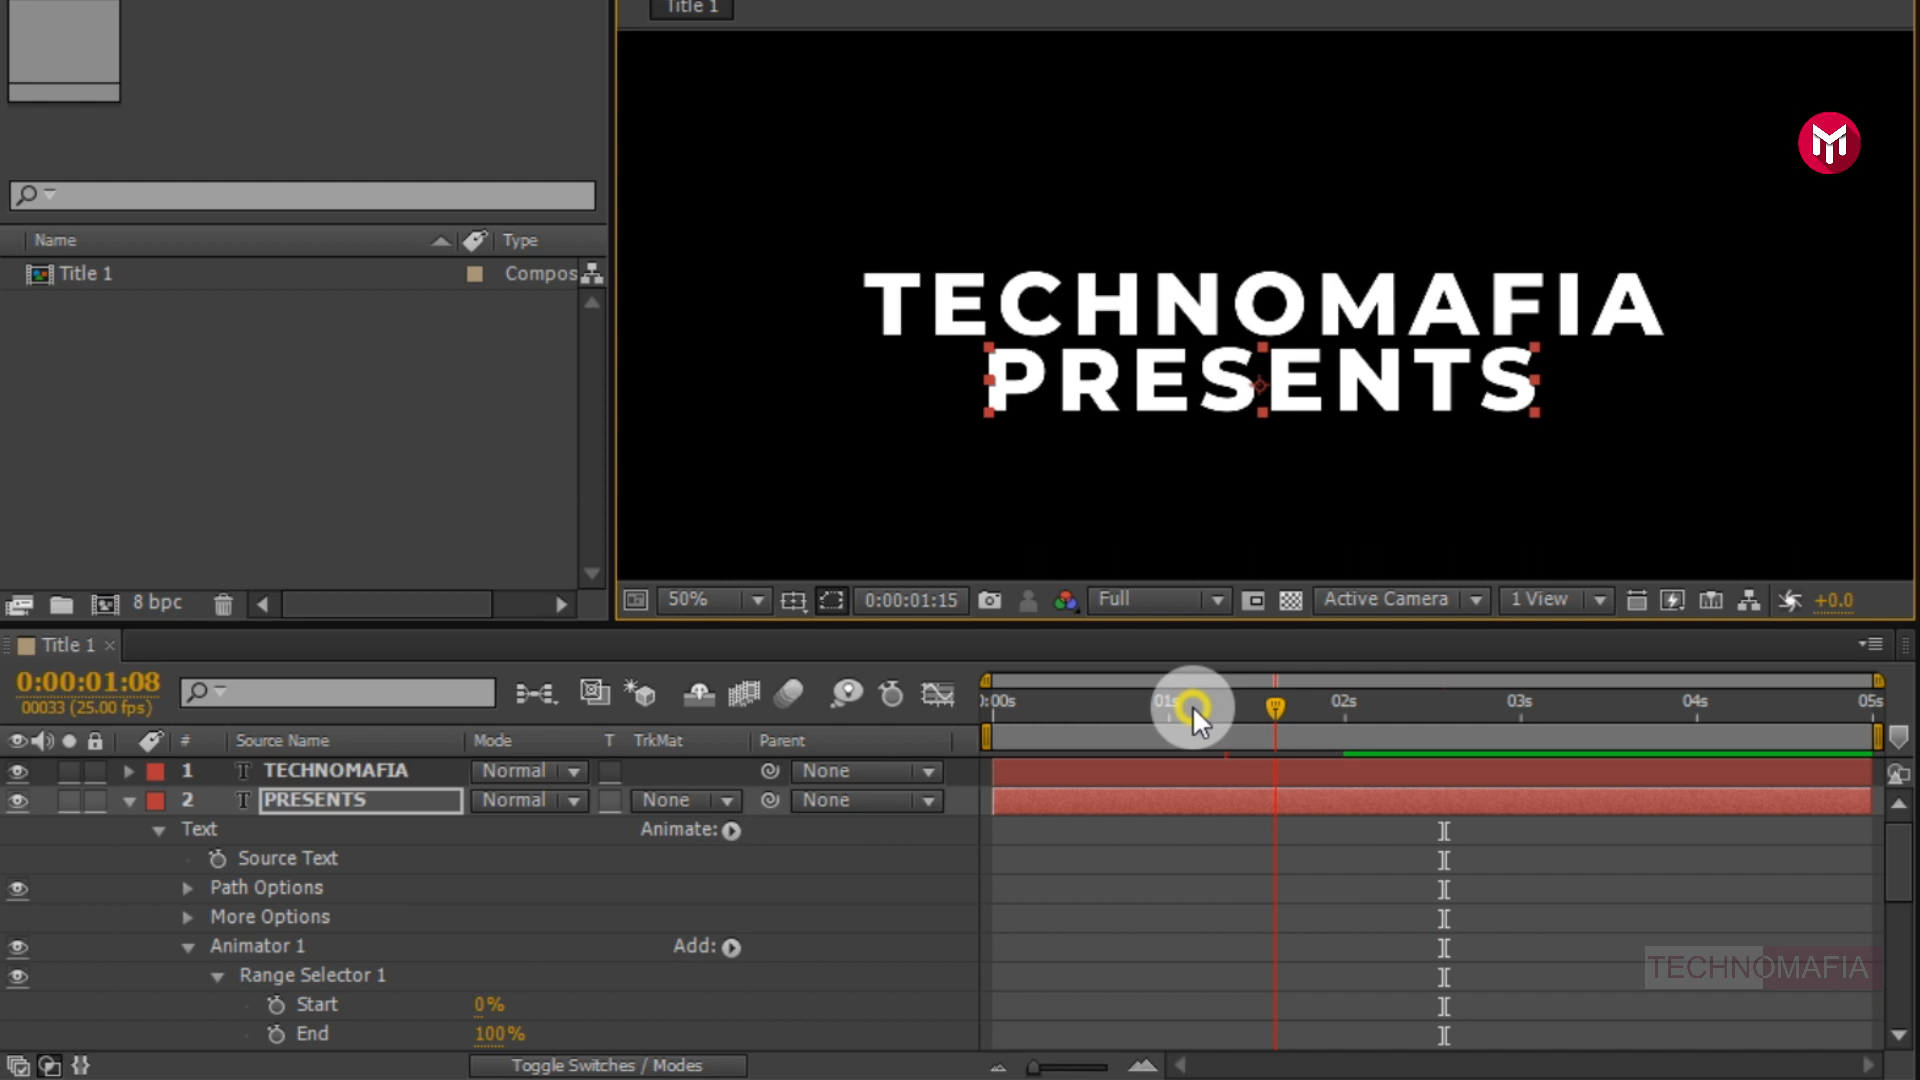 Title 1
Name Type
Title 1 Compos
TECHNOMAFIA
PRESENTS
8 bpc
50% 0:00:01:15 Full Active Camera 1 View +0.0
Title 1 ×
0:00:01:08
00033 (25.00 fps)
):00s 01s 02s 03s 04s 05s
# Source Name Mode T TrkMat Parent
1 T TECHNOMAFIA Normal None
2 T PRESENTS Normal None None
Text Animate:
Source Text
Path Options
More Options
Animator 1 Add:
Range Selector 1
TECHNOMAFIA
Start 0%
End 100%
Toggle Switches / Modes